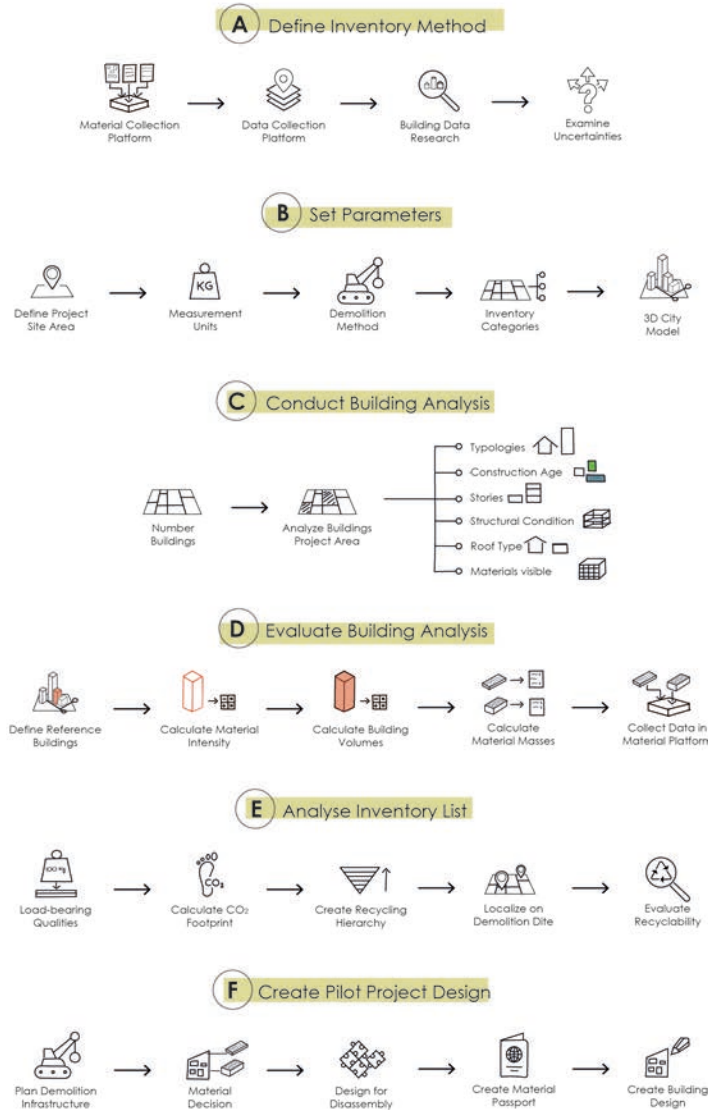 A Define Inventory Method
Material Collection
Platform
Data Collection
Platform
Building Data
Research
Examine
Uncertainties
B Set Parameters
KG
Define Project
Site Area
Measurement
Units
Demolition
Method
Inventory
Categories
3D City
Model
C Conduct Building Analysis
Number
Buildings
Analyze Buildings
Project Area
Typologies
Construction Age
Stories
Structural Condition
Roof Type
Materials visible
D Evaluate Building Analysis
Define Reference
Buildings
Calculate Material
Intensity
Calculate Building
Volumes
Calculate
Material Masses
Collect Data in
Material Platform
E Analyse Inventory List
100 Kg
CO₂
Load-bearing
Qualities
Calculate CO₂
Footprint
Create Recycling
Hierarchy
Localize on
Demolition Dite
Evaluate
Recyclability
F Create Pilot Project Design
Plan Demolition
Infrastructure
Material
Decision
Design for
Disassembly
Create Material
Passport
Create Building
Design